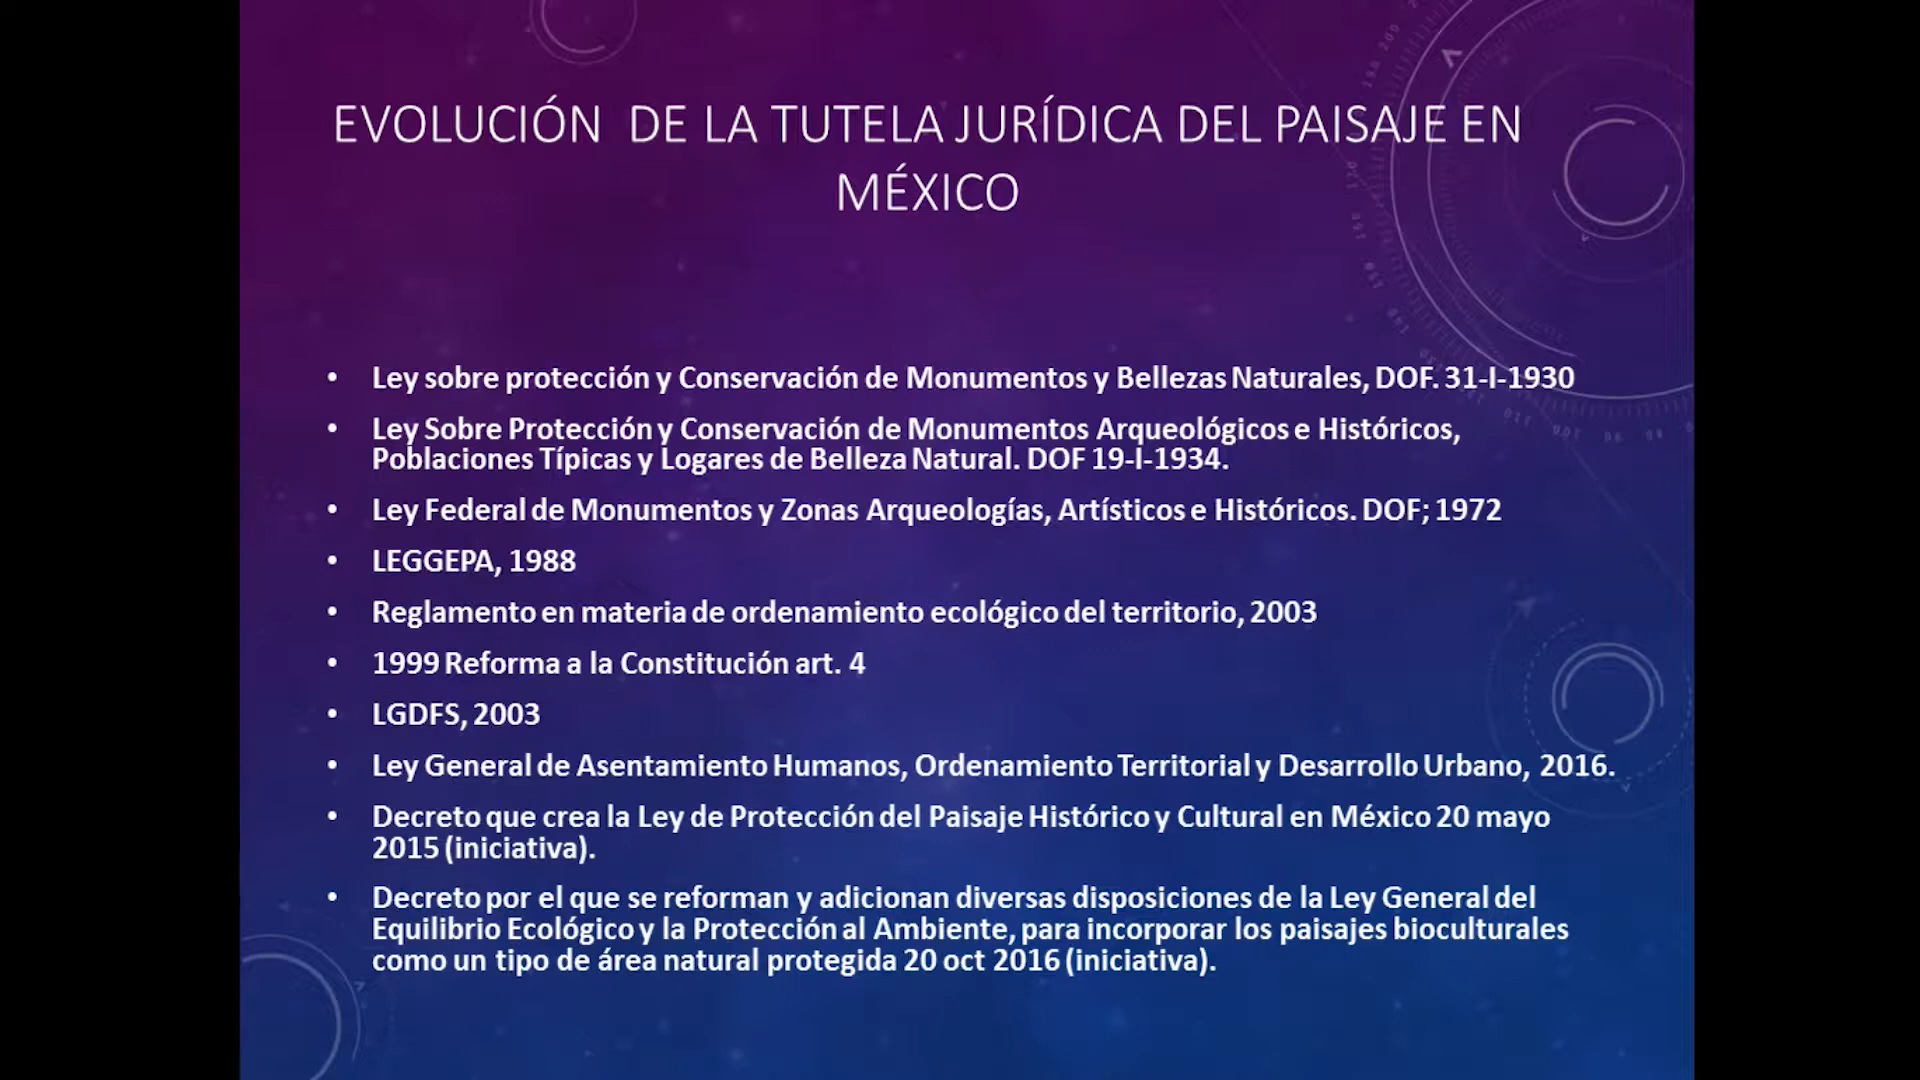 EVOLUCIÓN DE LA TUTELA JURÍDICA DEL PAISAJE EN
MÉXICO
• Ley sobre protección y Conservación de Monumentos y Bellezas Naturales, DOF. 31-I-1930
• Ley Sobre Protección y Conservación de Monumentos Arqueológicos e Históricos,
Poblaciones Típicas y Logares de Belleza Natural. DOF 19-I-1934.
• Ley Federal de Monumentos y Zonas Arqueologías, Artísticos e Históricos. DOF; 1972
• LEGGEPA, 1988
• Reglamento en materia de ordenamiento ecológico del territorio, 2003
• 1999 Reforma a la Constitución art. 4
• LGDFS, 2003
• Ley General de Asentamiento Humanos, Ordenamiento Territorial y Desarrollo Urbano, 2016.
• Decreto que crea la Ley de Protección del Paisaje Histórico y Cultural en México 20 mayo
2015 (iniciativa).
• Decreto por el que se reforman y adicionan diversas disposiciones de la Ley General del
Equilibrio Ecológico y la Protección al Ambiente, para incorporar los paisajes bioculturales
como un tipo de área natural protegida 20 oct 2016 (iniciativa).